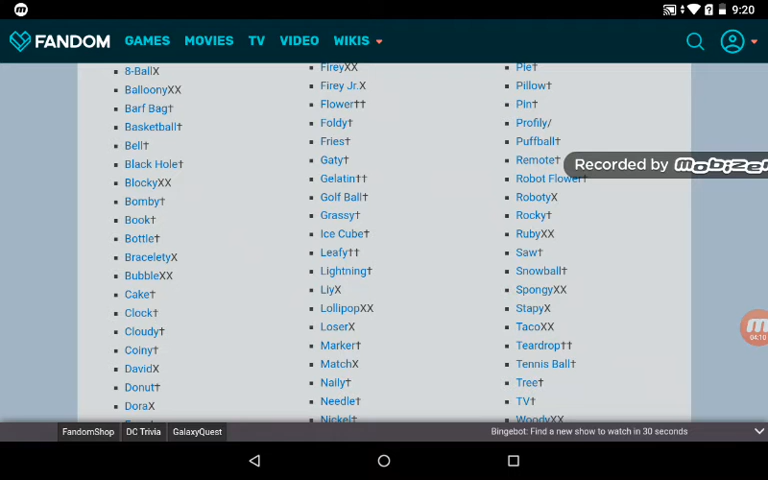 9:20
FANDOM GAMES MOVIES TV VIDEO WIKIS
8-BallX
BalloonyXX
Barf Bag†
Basketball†
Bell†
Black Hole†
BlockyXX
Bomby†
Book†
Bottle†
BraceletyX
BubbleXX
Cake†
Clock†
Cloudy†
Coiny†
DavidX
Donut†
DoraX
FireyXX
Firey Jr.X
Flower††
Foldy†
Fries†
Gaty†
Gelatin††
Golf Ball†
Grassy†
Ice Cube†
Leafy††
Lightning†
LiyX
LollipopXX
LoserX
Marker†
MatchX
Naily†
Needle†
Nickel†
Pie†
Pillow†
Pin†
Profily/
Puffball†
Remote†
Robot Flower†
RobotyX
Rocky†
RubyXX
Saw†
Snowball†
SpongyXX
StapyX
TacoXX
Teardrop††
Tennis Ball†
Tree†
TV†
WoodyXX
Recorded by mobizen
04:10
FandomShop DC Trivia GalaxyQuest
Bingebot: Find a new show to watch in 30 seconds